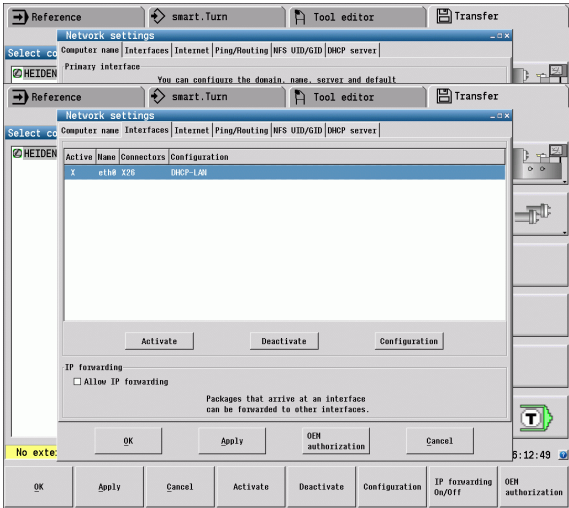 Reference smart.Turn Tool editor Transfer
Network settings
Select co
Computer name Interfaces Internet Ping/Routing NFS UID/GID DHCP server
HEIDEN
Primary interface
You can configure the domain, name, server and default
Reference smart.Turn Tool editor Transfer
Network settings
Select co
Computer name Interfaces Internet Ping/Routing NFS UID/GID DHCP server
HEIDEN
Active Name Connectors Configuration
X eth0 X26 DHCP-LAN
Activate Deactivate Configuration
IP forwarding
Allow IP forwarding
Packages that arrive at an interface
can be forwarded to other interfaces.
T
OK Apply OEM authorization Cancel
No exte
6:12:49
OK Apply Cancel Activate Deactivate Configuration IP forwarding On/Off OEM authorization